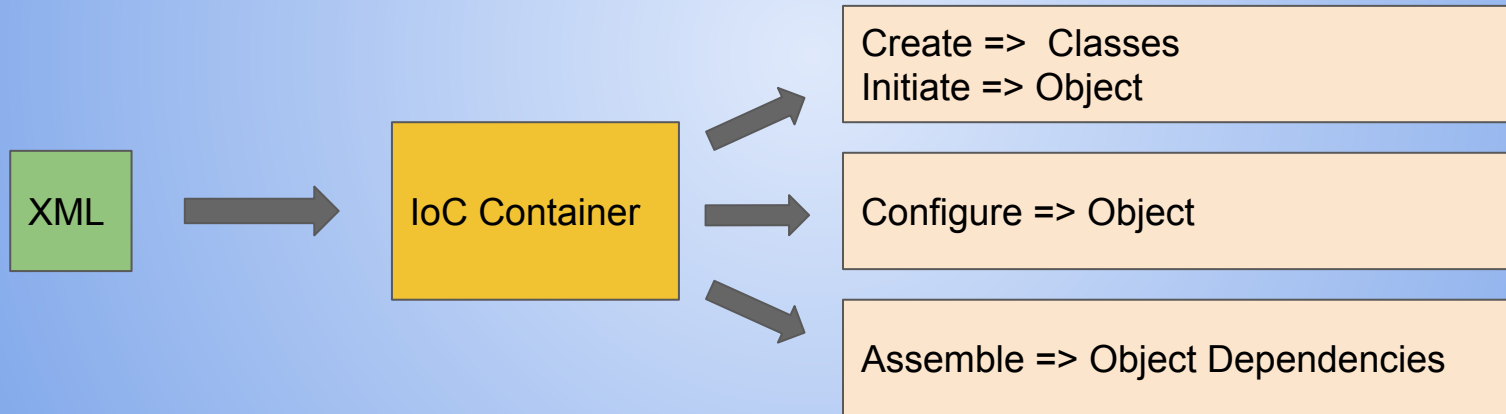 XML
IoC Container
Create => Classes
Initiate => Object
Configure => Object
Assemble => Object Dependencies